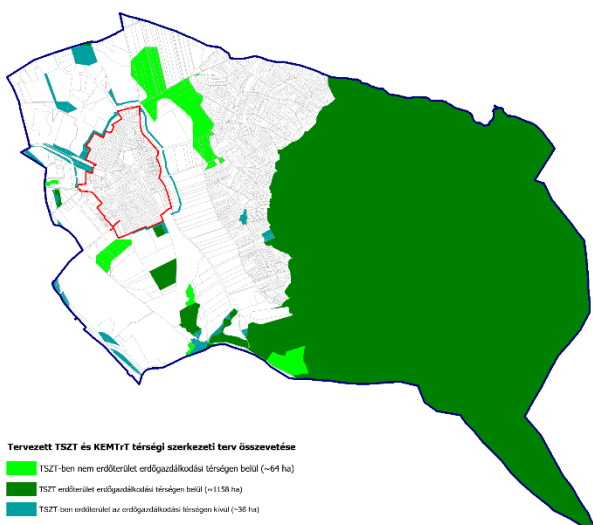 Tervezett TSZT és KEMTrT térségi szerkezeti terv összevetése
TSZT-ben nem erdőterület erdőgazdálkodási térségen belül (~64 ha)
TSZT erdőterület erdőgazdálkodási térségen belül (~1158 ha)
TSZT-ben erdőterület az erdőgazdálkodási térségen kívül (~36 ha)